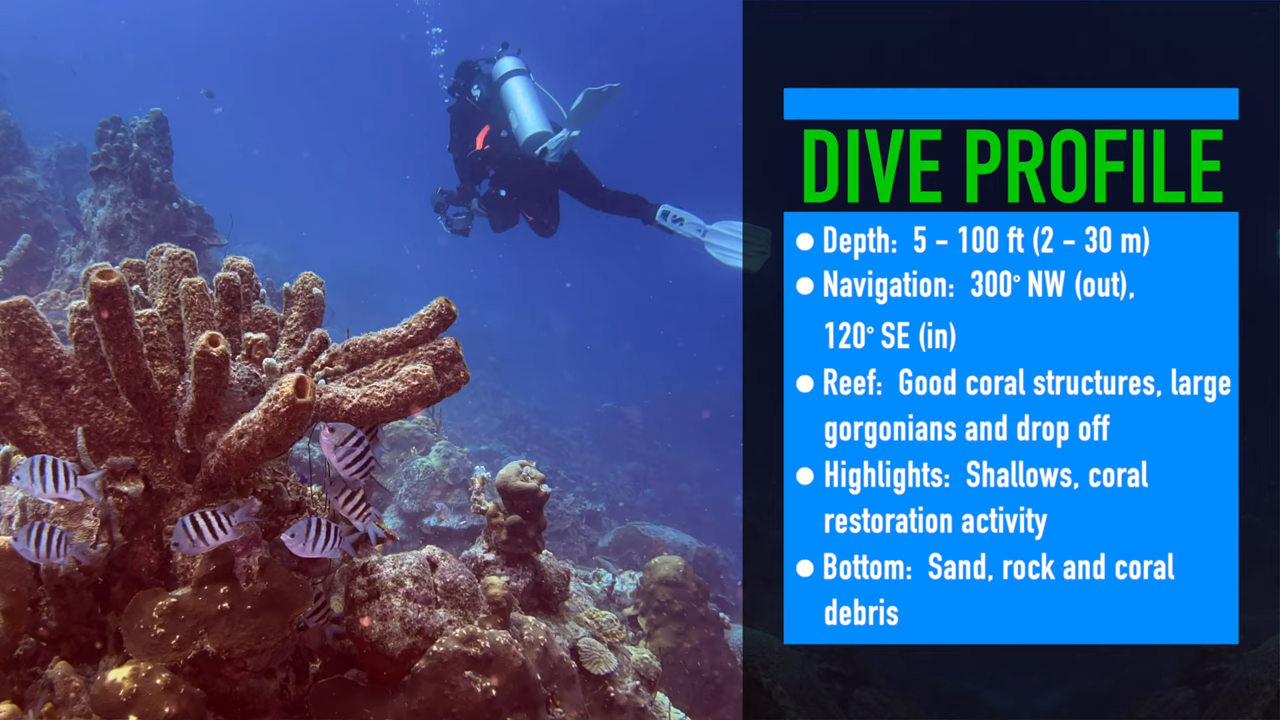 DIVE PROFILE
● Depth: 5 – 100 ft (2 – 30 m)
● Navigation: 300° NW (out),
120° SE (in)
● Reef: Good coral structures, large
gorgonians and drop off
● Highlights: Shallows, coral
restoration activity
● Bottom: Sand, rock and coral
debris